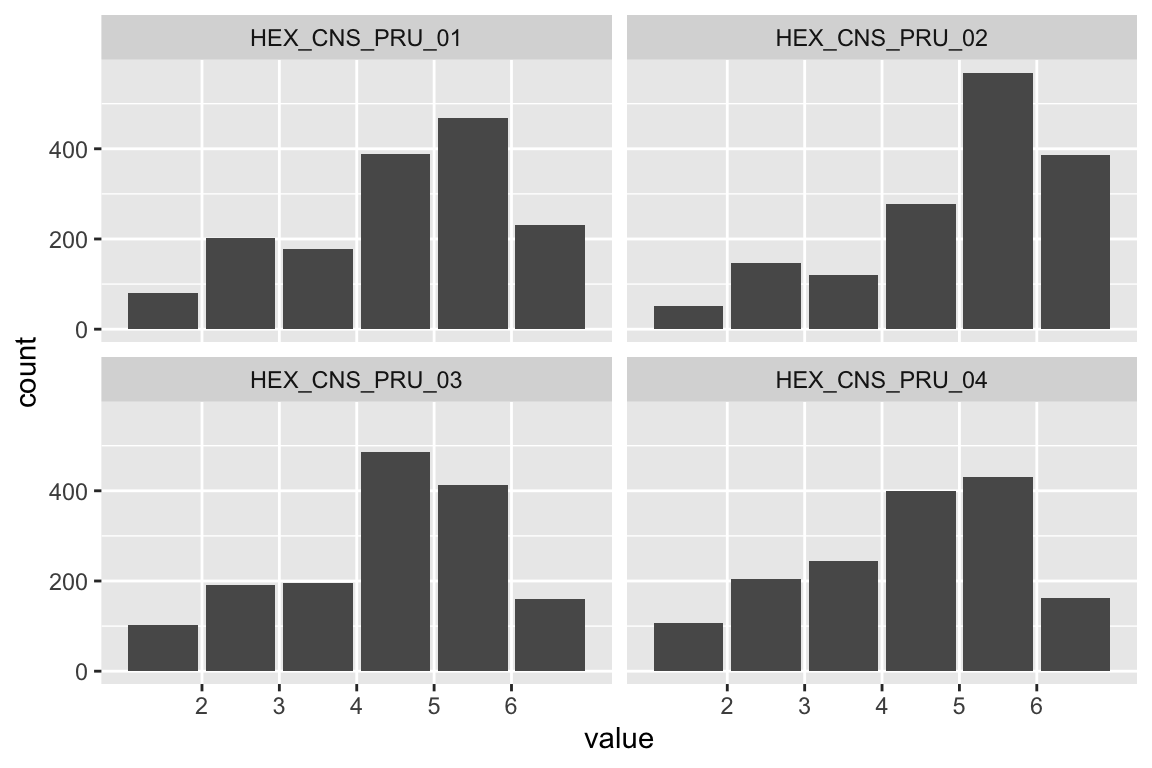 HEX_CNS_PRU_01
HEX_CNS_PRU_02
400
200
0
count
HEX_CNS_PRU_03
HEX_CNS_PRU_04
400
200
0
2 3 4 5 6
2 3 4 5 6
value